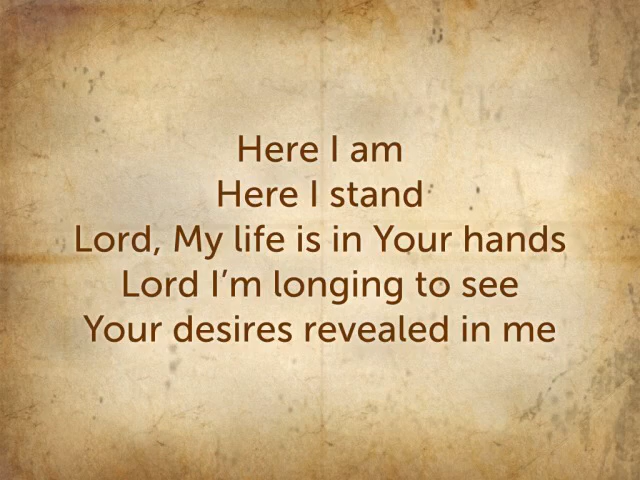 Here I am
Here I stand
Lord, My life is in Your hands
Lord I’m longing to see
Your desires revealed in me